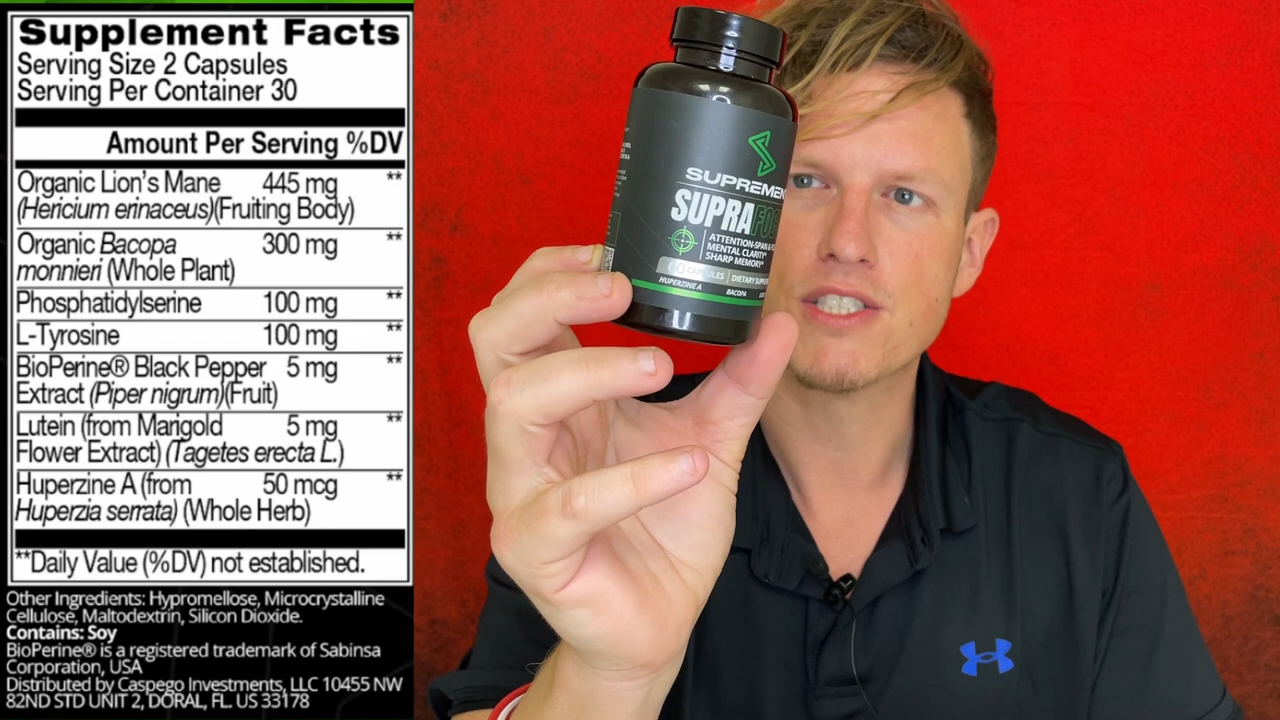 Supplement Facts
Serving Size 2 Capsules
Serving Per Container 30
Amount Per Serving %DV
Organic Lion's Mane 445 mg **
(Hericium erinaceus)(Fruiting Body)
Organic Bacopa 300 mg **
monnieri (Whole Plant)
Phosphatidylserine 100 mg **
L-Tyrosine 100 mg **
BioPerine® Black Pepper 5 mg **
Extract (Piper nigrum)(Fruit)
Lutein (from Marigold 5 mg **
Flower Extract) (Tagetes erecta L.)
Huperzine A (from 50 mcg **
Huperzia serrata) (Whole Herb)
**Daily Value (%DV) not established.
Other Ingredients: Hypromellose, Microcrystalline
Cellulose, Maltodextrin, Silicon Dioxide.
Contains: Soy
BioPerine® is a registered trademark of Sabinsa
Corporation, USA
Distributed by Caspego Investments, LLC 10455 NW
82ND STD UNIT 2, DORAL, FL. US 33178
SUPREMEN
SUPRAFOC
ATTENTION-SPAN &
MENTAL CLARITY*
SHARP MEMORY*
60 CAPSULES DIETARY SUPP
HUPERZINE A BACOPA